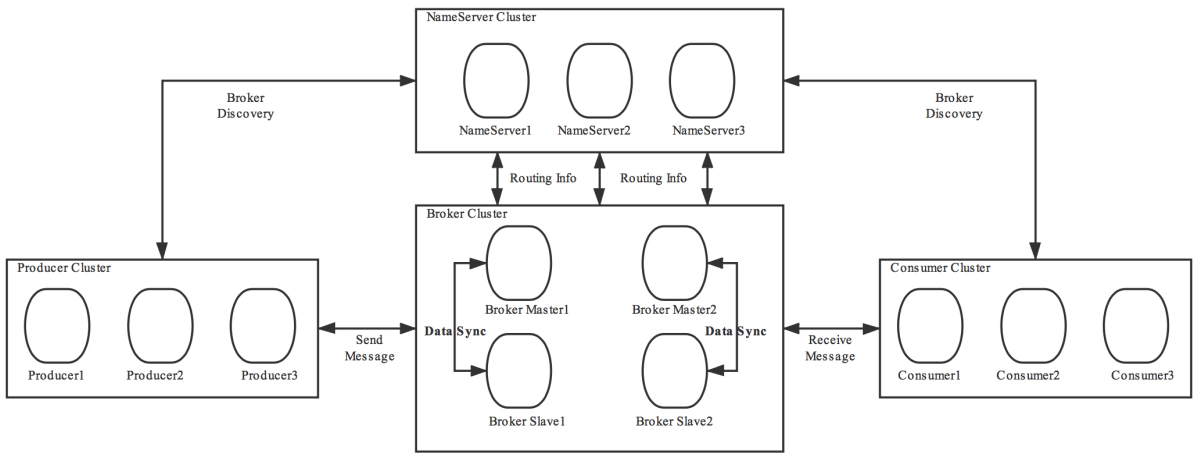 NameServer Cluster
NameServer1
NameServer2
NameServer3
Broker
Discovery
Broker
Discovery
Routing Info
Routing Info
Broker Cluster
Broker Master1
Broker Master2
Data Sync
Data Sync
Broker Slave1
Broker Slave2
Producer Cluster
Producer1
Producer2
Producer3
Send
Message
Receive
Message
Consumer Cluster
Consumer1
Consumer2
Consumer3